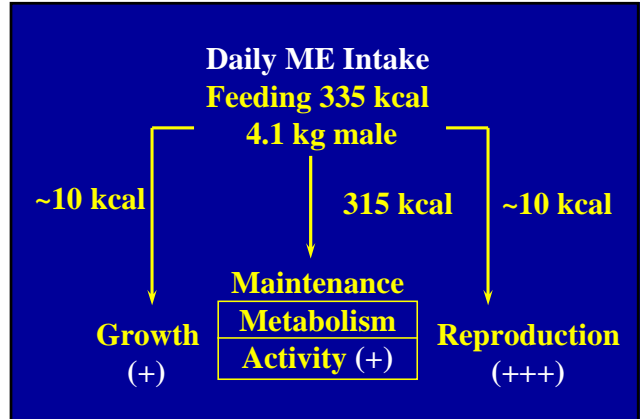 Daily ME Intake
Feeding 335 kcal
4.1 kg male
~10 kcal
315 kcal
~10 kcal
Maintenance
Metabolism
Activity (+)
Growth
(+)
Reproduction
(+++)